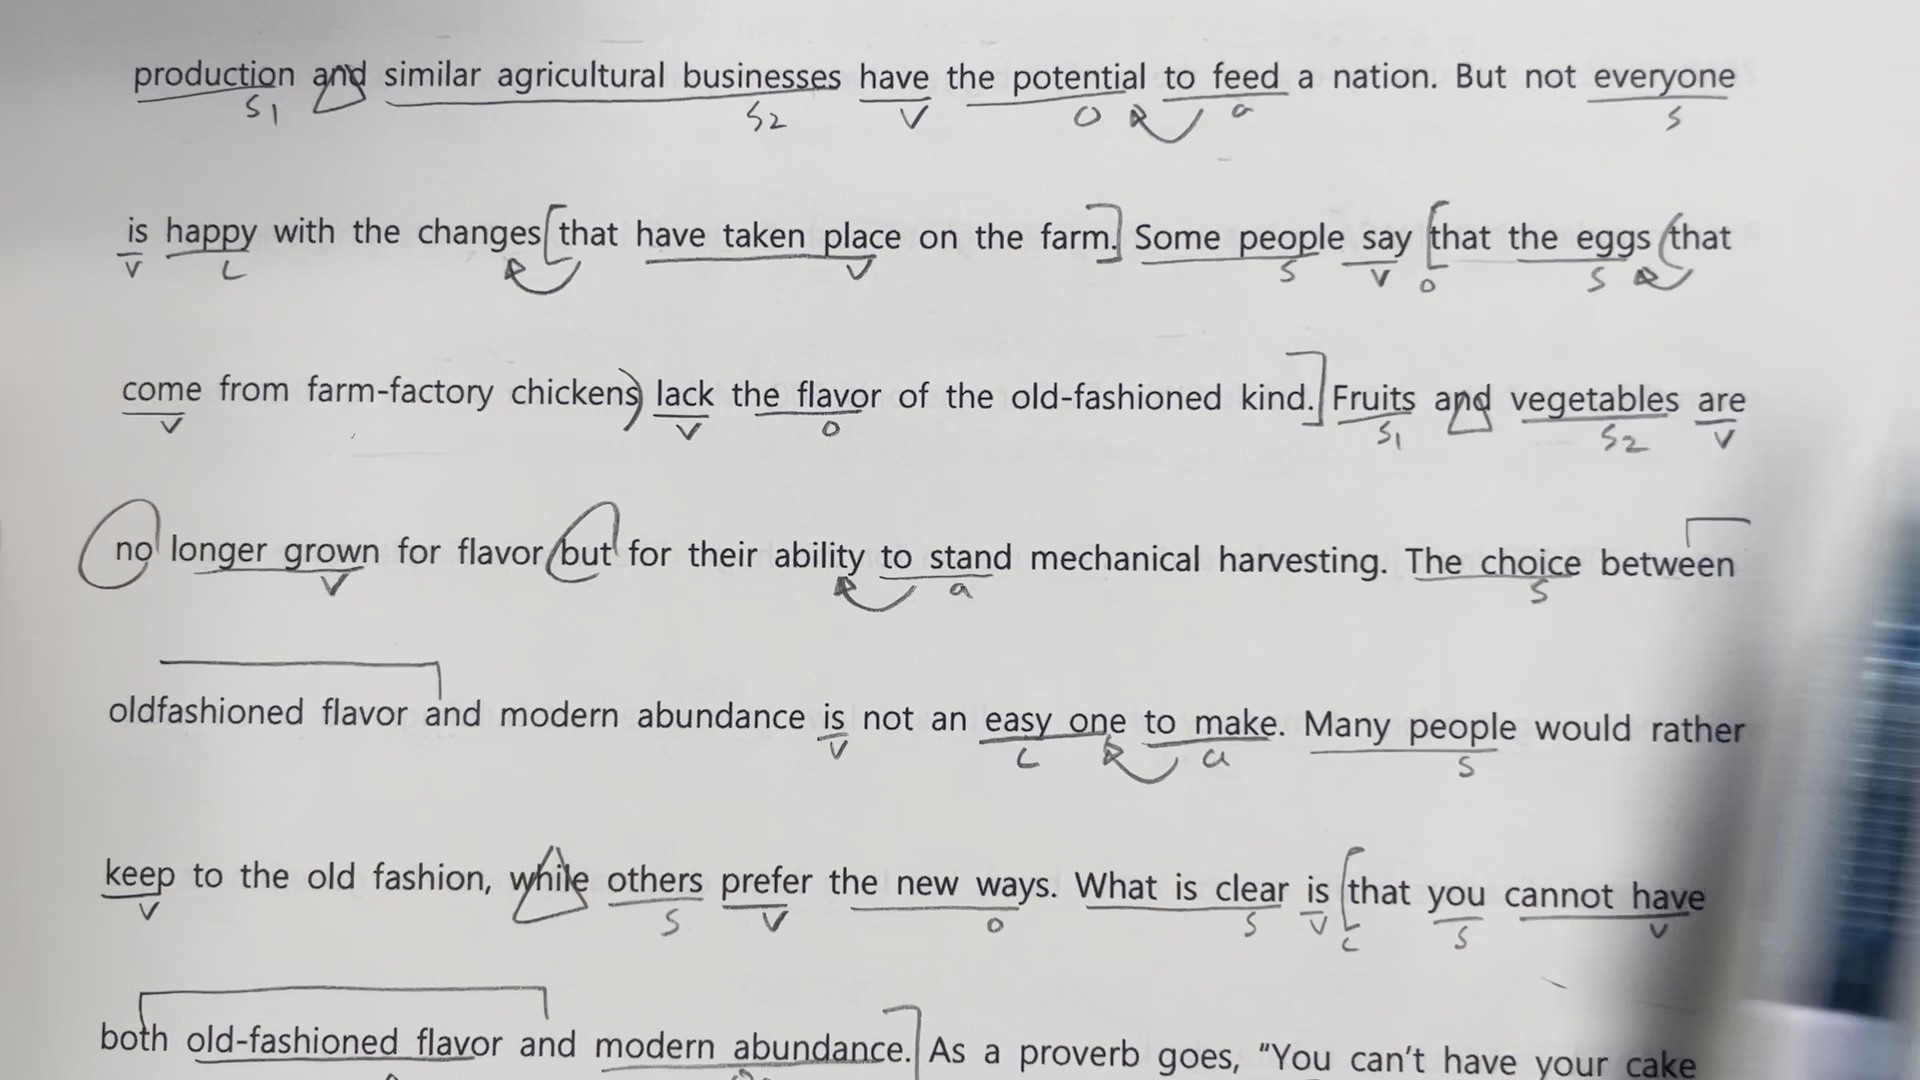 production and similar agricultural businesses have the potential to feed a nation. But not everyone
S1 S2 V O a S
is happy with the changes [that have taken place on the farm.] Some people say [that the eggs (that
V C V S V O S
come from farm-factory chickens) lack the flavor of the old-fashioned kind.] Fruits and vegetables are
V V O S1 S2 V
no longer grown for flavor but for their ability to stand mechanical harvesting. The choice between
V a S
oldfashioned flavor and modern abundance is not an easy one to make. Many people would rather
V C a S
keep to the old fashion, while others prefer the new ways. What is clear is [that you cannot have
V S V O S V C S V
both old-fashioned flavor and modern abundance.] As a proverb goes, “You can't have your cake